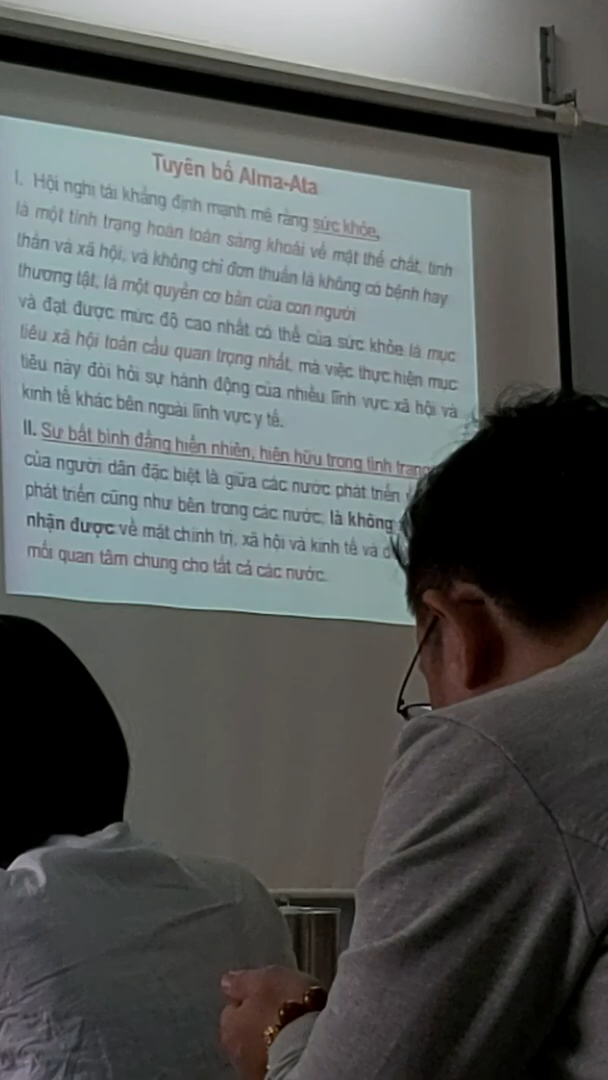 Tuyên bố Alma-Ata
I. Hội nghị tái khẳng định mạnh mẽ rằng sức khỏe,
là một tình trạng hoàn toàn sảng khoái về mặt thể chất, tinh
thần và xã hội, và không chỉ đơn thuần là không có bệnh hay
thương tật, là một quyền cơ bản của con người
và đạt được mức độ cao nhất có thể của sức khỏe là mục
tiêu xã hội toàn cầu quan trọng nhất, mà việc thực hiện mục
tiêu này đòi hỏi sự hành động của nhiều lĩnh vực xã hội và
kinh tế khác bên ngoài lĩnh vực y tế.
II. Sự bất bình đẳng hiển nhiên, hiện hữu trong tình trạng
của người dân đặc biệt là giữa các nước phát triển
phát triển cũng như bên trong các nước, là không
nhận được về mặt chính trị, xã hội và kinh tế và
mối quan tâm chung cho tất cả các nước.